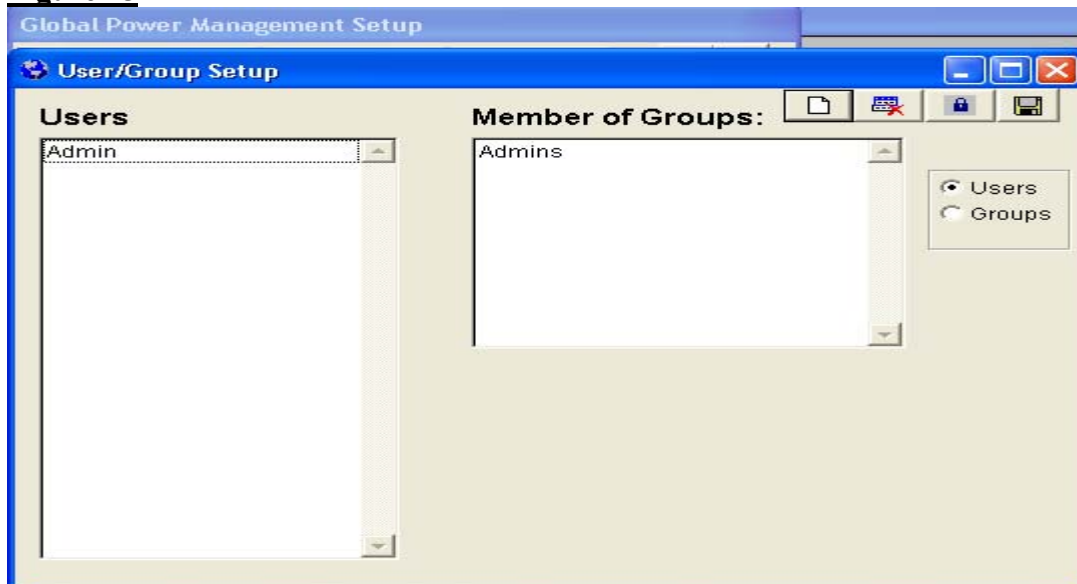 Global Power Management Setup
User/Group Setup
Users
Member of Groups:
Admin
Admins
Users
Groups